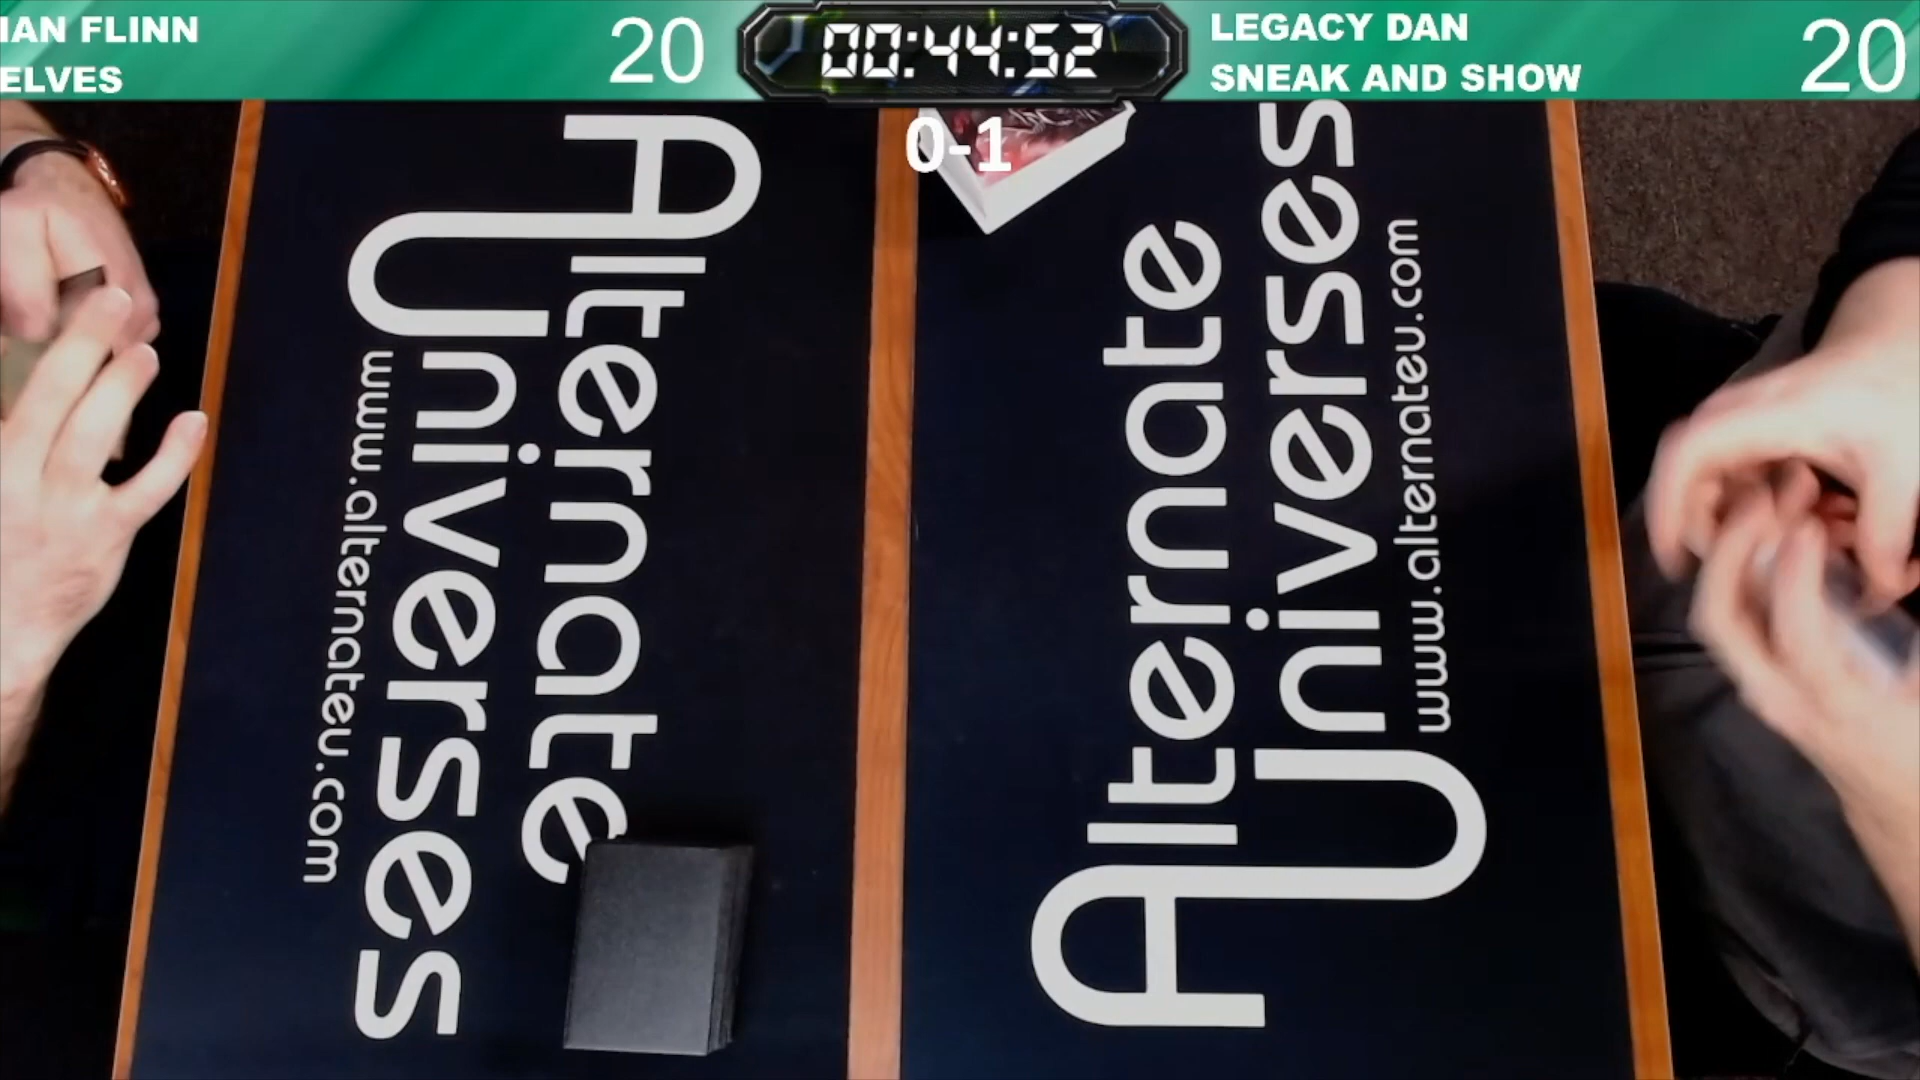 IAN FLINN
ELVES
20
00:44:52
LEGACY DAN
SNEAK AND SHOW
20
0-1
Alternate
Universes
www.alternateu.com
Alternate
Universes
www.alternateu.com